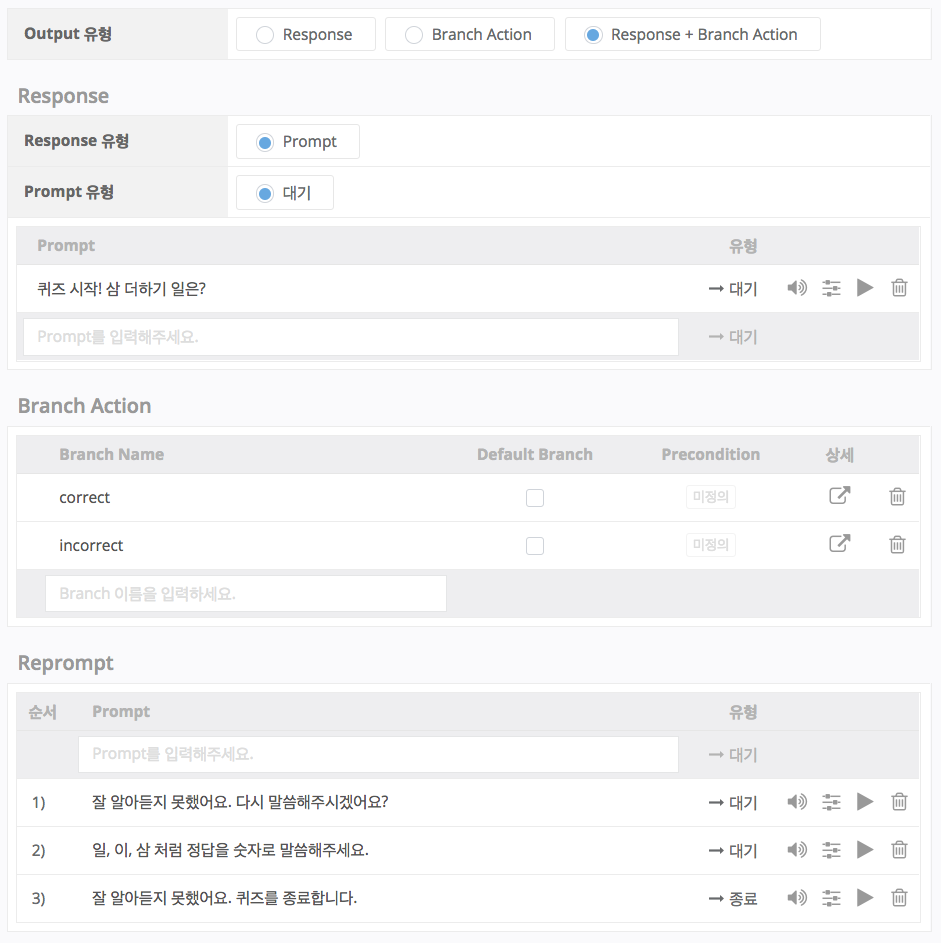 Output 유형 Response Branch Action Response + Branch Action
Response
Response 유형 Prompt
Prompt 유형 대기
Prompt 유형
퀴즈 시작! 삼 더하기 일은? → 대기
Prompt를 입력해주세요. → 대기
Branch Action
Branch Name Default Branch Precondition 상세
correct 미정의
incorrect 미정의
Branch 이름을 입력하세요.
Reprompt
순서 Prompt 유형
Prompt를 입력해주세요. → 대기
1) 잘 알아듣지 못했어요. 다시 말씀해주시겠어요? → 대기
2) 일, 이, 삼 처럼 정답을 숫자로 말씀해주세요. → 대기
3) 잘 알아듣지 못했어요. 퀴즈를 종료합니다. → 종료